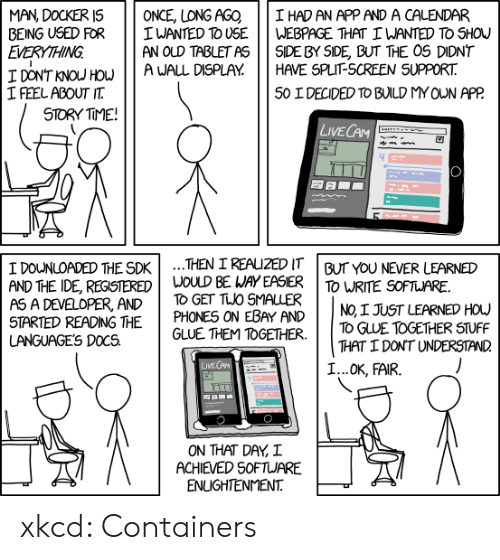 MAN, DOCKER IS
BEING USED FOR
EVERYTHING.
I DON'T KNOW HOW
I FEEL ABOUT IT.
STORY TIME!
ONCE, LONG AGO,
I WANTED TO USE
AN OLD TABLET AS
A WALL DISPLAY.
I HAD AN APP AND A CALENDAR
WEBPAGE THAT I WANTED TO SHOW
SIDE BY SIDE, BUT THE OS DIDN'T
HAVE SPLIT-SCREEN SUPPORT.
SO I DECIDED TO BUILD MY OWN APP.
LIVECAM
4
5
I DOWNLOADED THE SDK
AND THE IDE, REGISTERED
AS A DEVELOPER, AND
STARTED READING THE
LANGUAGE'S DOCS.
...THEN I REALIZED IT
WOULD BE WAY EASIER
TO GET TWO SMALLER
PHONES ON EBAY AND
GLUE THEM TOGETHER.
LIVECAM
ON THAT DAY, I
ACHIEVED SOFTWARE
ENLIGHTENMENT.
BUT YOU NEVER LEARNED
TO WRITE SOFTWARE.
NO, I JUST LEARNED HOW
TO GLUE TOGETHER STUFF
THAT I DON'T UNDERSTAND.
I...OK, FAIR.
xkcd: Containers